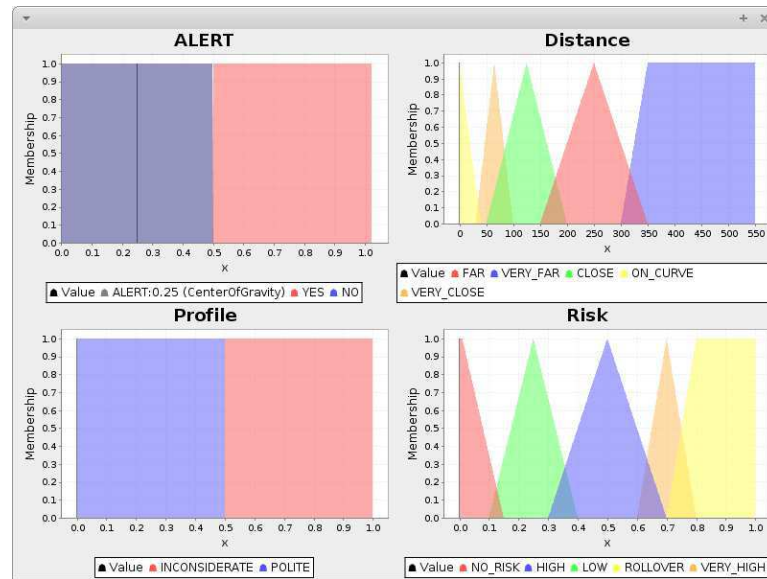 ALERT
Membership
1.0
0.9
0.8
0.7
0.6
0.5
0.4
0.3
0.2
0.1
0.0
0.0 0.1 0.2 0.3 0.4 0.5 0.6 0.7 0.8 0.9 1.0
X
Value ALERT:0.25 (CenterOfGravity) YES NO
Distance
Membership
1.0
0.9
0.8
0.7
0.6
0.5
0.4
0.3
0.2
0.1
0.0
0 50 100 150 200 250 300 350 400 450 500 550
X
Value FAR VERY_FAR CLOSE ON_CURVE
VERY_CLOSE
Profile
Membership
1.0
0.9
0.8
0.7
0.6
0.5
0.4
0.3
0.2
0.1
0.0
0.0 0.1 0.2 0.3 0.4 0.5 0.6 0.7 0.8 0.9 1.0
X
Value INCONSIDERATE POLITE
Risk
Membership
1.0
0.9
0.8
0.7
0.6
0.5
0.4
0.3
0.2
0.1
0.0
0.0 0.1 0.2 0.3 0.4 0.5 0.6 0.7 0.8 0.9 1.0
X
Value NO_RISK HIGH LOW ROLLOVER VERY_HIGH